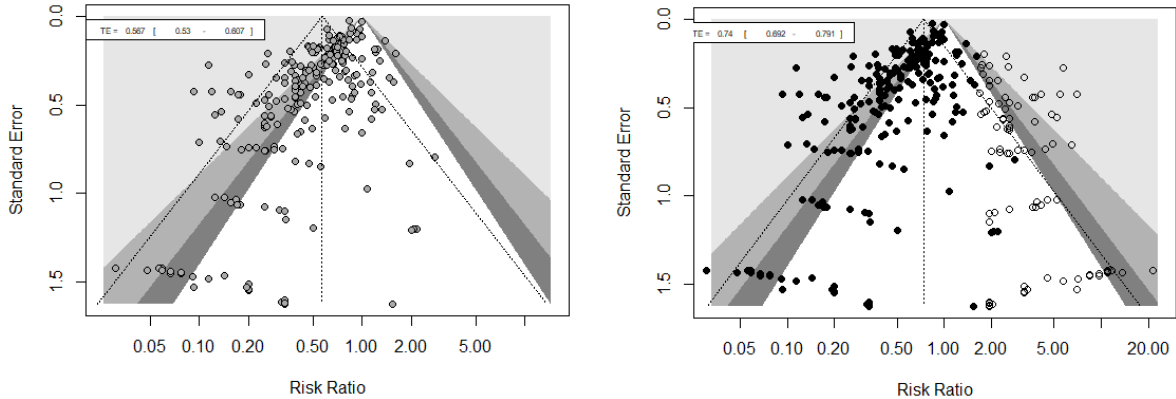 TE = 0.567 [ 0.53 - 0.607 ]
0.0
0.5
1.0
1.5
Standard Error
0.05 0.10 0.20 0.50 1.00 2.00 5.00
Risk Ratio
TE = 0.74 [ 0.692 - 0.791 ]
0.0
0.5
1.0
1.5
Standard Error
0.05 0.10 0.20 0.50 1.00 2.00 5.00 20.00
Risk Ratio